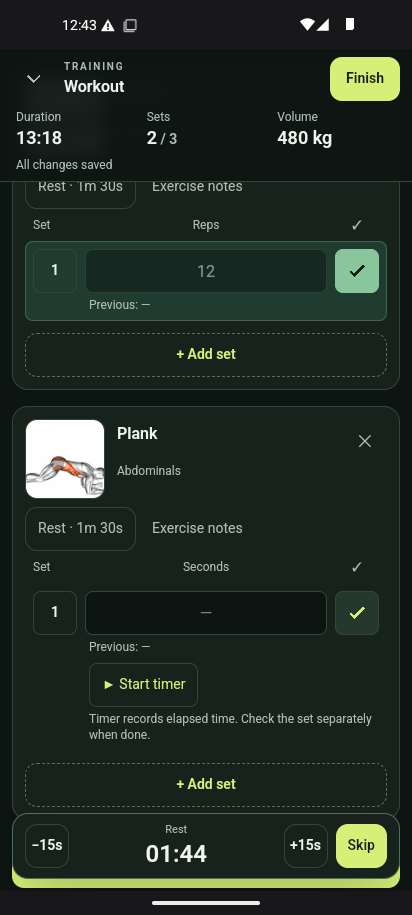 12:43
TRAINING
Workout
Finish
Duration
Sets
Volume
13:18
2 / 3
480 kg
All changes saved
Rest · 1m 30s
Exercise notes
Set
Reps
✓
1
12
Previous: —
+ Add set
Plank
Abdominals
Rest · 1m 30s
Exercise notes
Set
Seconds
✓
1
—
Previous: —
► Start timer
Timer records elapsed time. Check the set separately
when done.
+ Add set
−15s
Rest
01:44
+15s
Skip